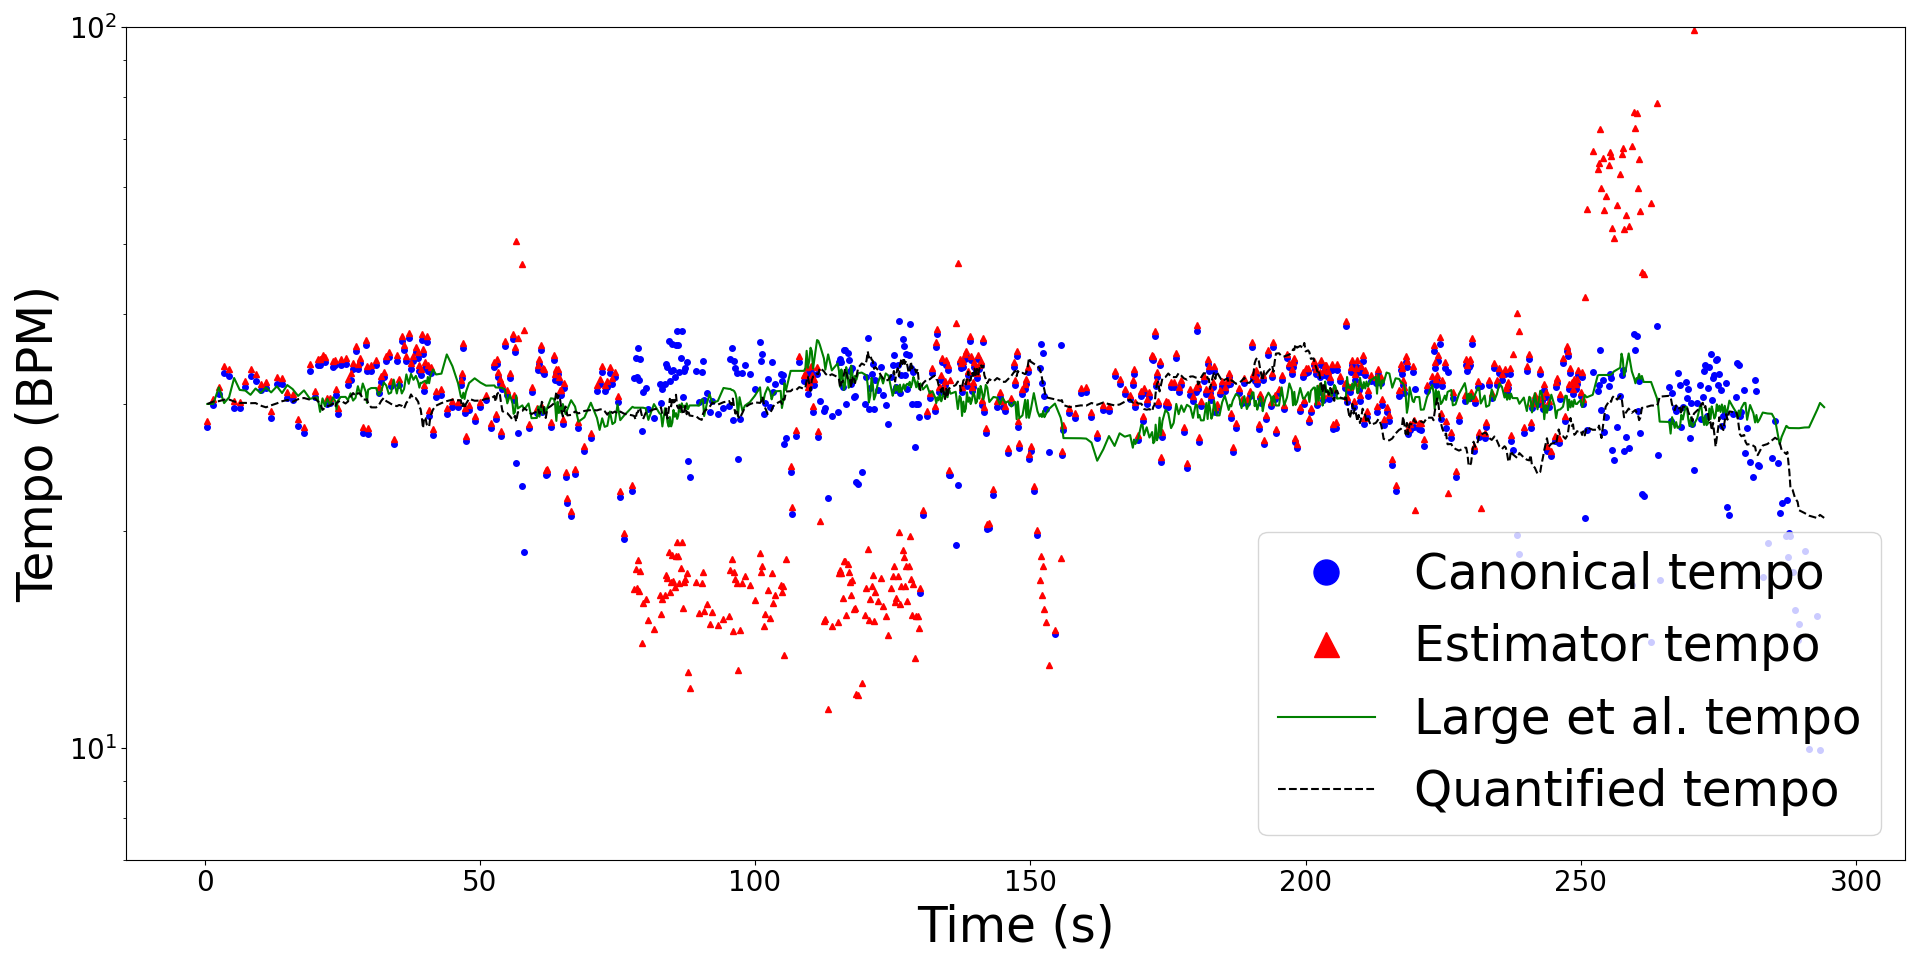 Tempo (BPM)
10²
10¹
0 50 100 150 200 250 300
Time (s)
Canonical tempo
Estimator tempo
Large et al. tempo
Quantified tempo